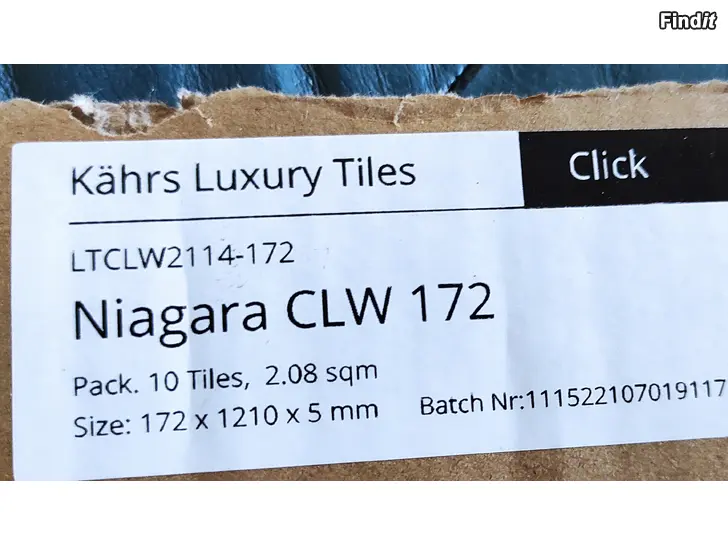 Findit
Kährs Luxury Tiles
Click
LTCLW2114-172
Niagara CLW 172
Pack. 10 Tiles, 2.08 sqm
Size: 172 x 1210 x 5 mm
Batch Nr:111522107019117